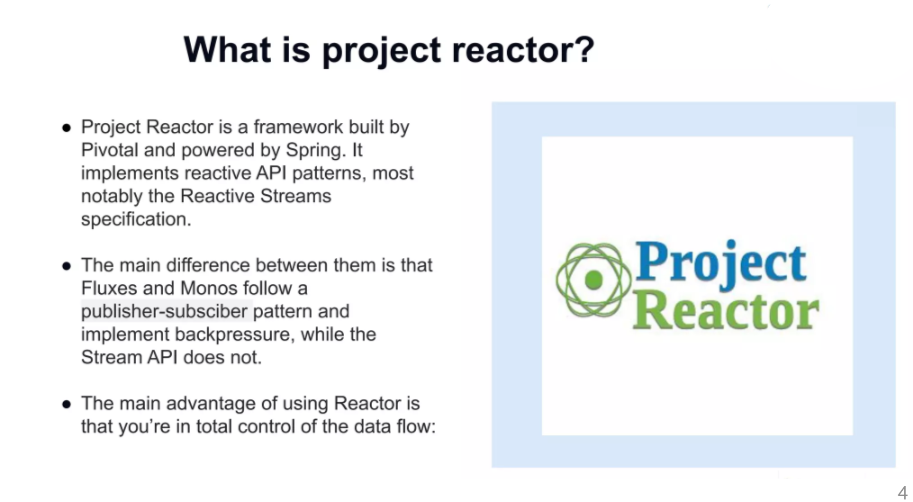 What is project reactor?
● Project Reactor is a framework built by
Pivotal and powered by Spring. It
implements reactive API patterns, most
notably the Reactive Streams
specification.
● The main difference between them is that
Fluxes and Monos follow a
publisher-subsciber pattern and
implement backpressure, while the
Stream API does not.
● The main advantage of using Reactor is
that you’re in total control of the data flow:
Project
Reactor
4